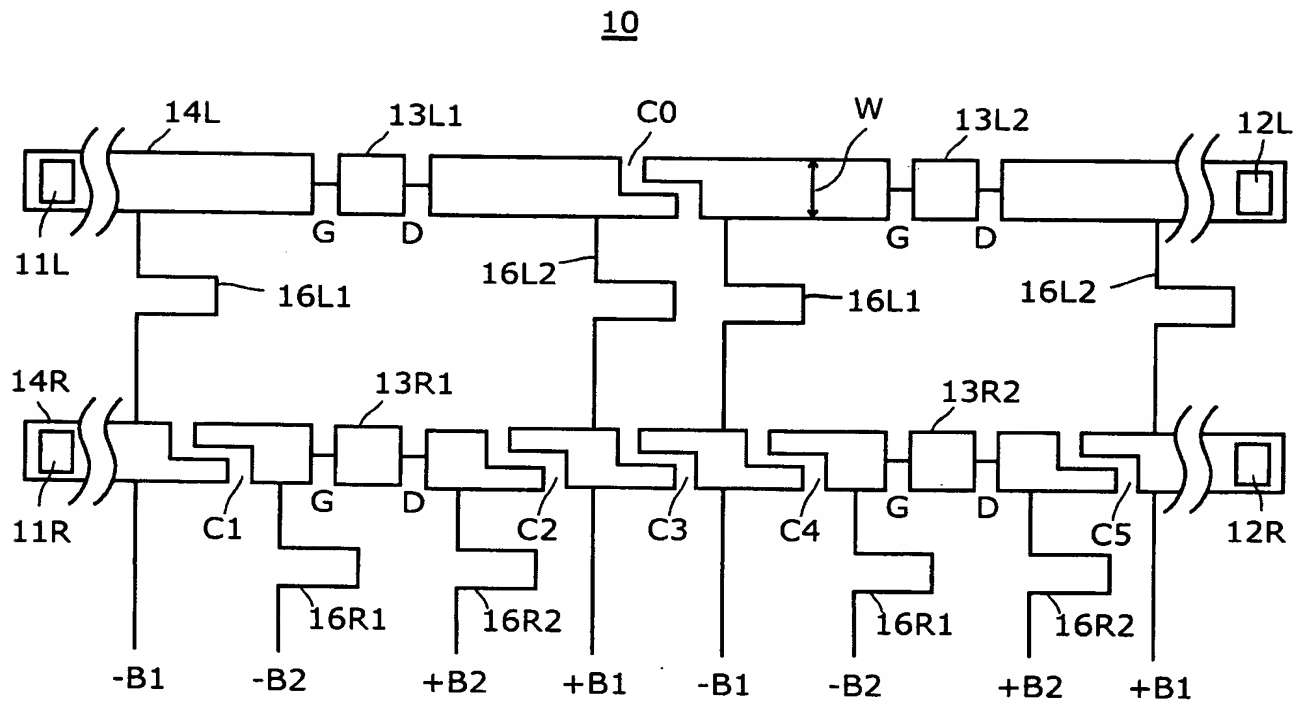 10
14L 13L1 C0 W 13L2 12L
G D G D
11L 16L1 16L2 16L1 16L2
14R 13R1 13R2
G D G D
11R C1 C2 C3 C4 C5 12R
16R1 16R2 16R1 16R2
-B1 -B2 +B2 +B1 -B1 -B2 +B2 +B1